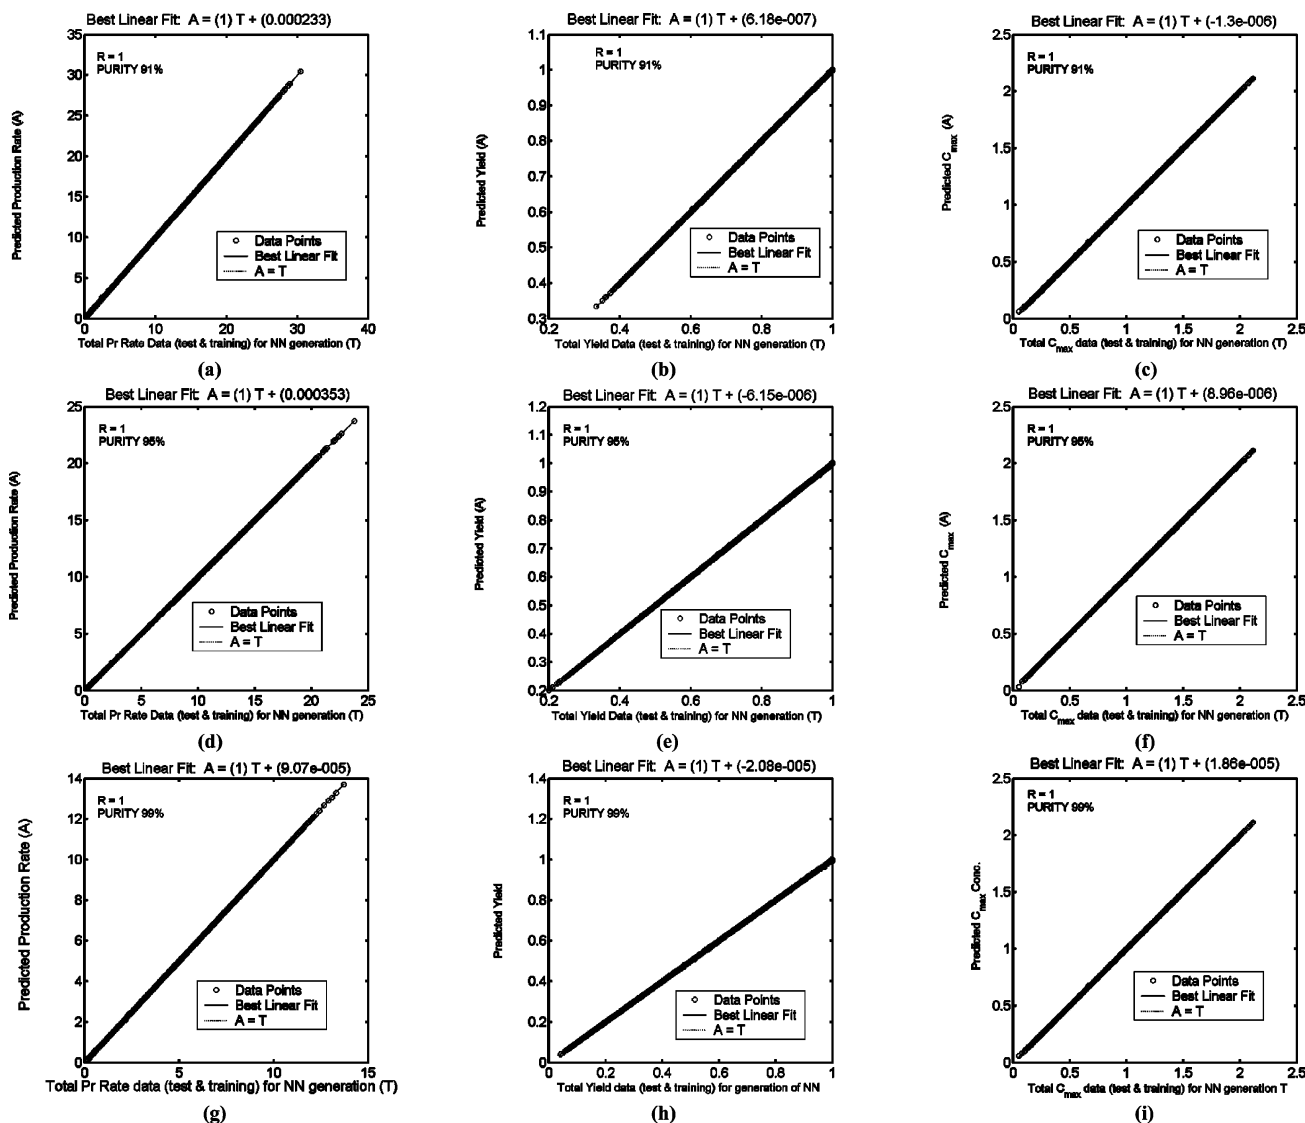 Best Linear Fit:  A = (1) T + (0.000233)
R = 1
PURITY 91%
Predicted Production Rate (A)
35
30
25
20
15
10
5
0
Data Points
Best Linear Fit
A = T
0 10 20 30 40
Total Pr Rate Data (test & training) for NN generation (T)
(a)
Best Linear Fit:  A = (1) T + (6.18e-007)
R = 1
PURITY 91%
Predicted Yield (A)
1.1
1
0.9
0.8
0.7
0.6
0.5
0.4
0.3
Data Points
Best Linear Fit
A = T
0.2 0.4 0.6 0.8 1
Total Yield Data (test & training) for NN generation (T)
(b)
Best Linear Fit:  A = (1) T + (-1.3e-006)
R = 1
PURITY 91%
Predicted Cmax (A)
2.5
2
1.5
1
0.5
0
Data Points
Best Linear Fit
A = T
0 0.5 1 1.5 2 2.5
Total Cmax data (test & training) for NN generation (T)
(c)
Best Linear Fit:  A = (1) T + (0.000353)
R = 1
PURITY 95%
Predicted Production Rate (A)
25
20
15
10
5
0
Data Points
Best Linear Fit
A = T
0 5 10 15 20 25
Total Pr Rate Data (test & training) for NN generation (T)
(d)
Best Linear Fit:  A = (1) T + (-6.15e-006)
R = 1
PURITY 95%
Predicted Yield (A)
1.2
1.1
1
0.9
0.8
0.7
0.6
0.5
0.4
0.3
0.2
Data Points
Best Linear Fit
A = T
0.2 0.4 0.6 0.8 1
Total Yield Data (test & training) for NN generation (T)
(e)
Best Linear Fit:  A = (1) T + (8.96e-006)
R = 1
PURITY 95%
Predicted Cmax (A)
2.5
2
1.5
1
0.5
0
Data Points
Best Linear Fit
A = T
0 0.5 1 1.5 2 2.5
Total Cmax data (test & training) for NN generation (T)
(f)
Best Linear Fit:  A = (1) T + (9.07e-005)
R = 1
PURITY 99%
Predicted Production Rate (A)
14
12
10
8
6
4
2
0
Data Points
Best Linear Fit
A = T
5 10 15
Total Pr Rate data (test & training) for NN generation (T)
(g)
Best Linear Fit:  A = (1) T + (-2.08e-005)
R = 1
PURITY 99%
Predicted Yield
1.4
1.2
1
0.8
0.6
0.4
0.2
0
Data Points
Best Linear Fit
A = T
0 0.2 0.4 0.6 0.8 1
Total Yield data (test & training) for generation of NN
(h)
Best Linear Fit:  A = (1) T + (1.86e-005)
R = 1
PURITY 99%
Predicted Cmax Conc.
2.5
2
1.5
1
0.5
0
Data Points
Best Linear Fit
A = T
0 0.5 1 1.5 2 2.5
Total Cmax data (test & training) for NN generation T
(i)